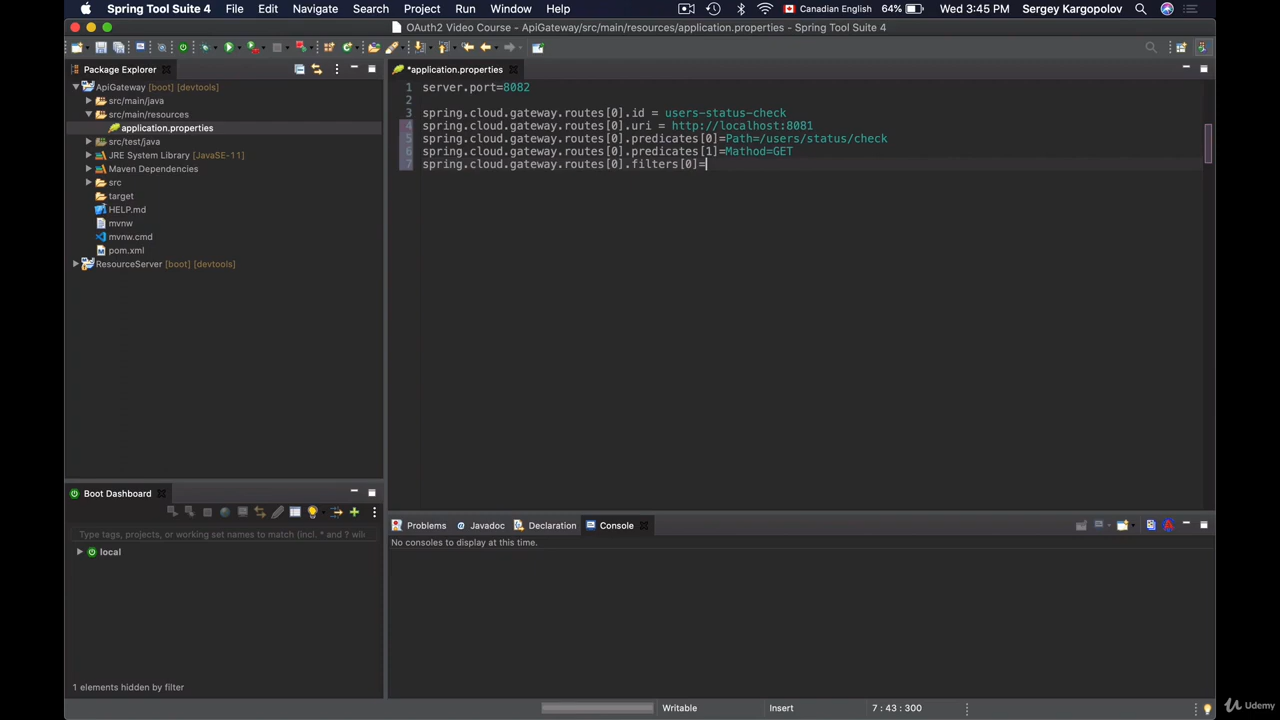 Spring Tool Suite 4 File Edit Navigate Search Project Run Window Help Canadian English 64% Wed 3:45 PM Sergey Kargopolov
OAuth2 Video Course - ApiGateway/src/main/resources/application.properties - Spring Tool Suite 4
Package Explorer
ApiGateway [boot] [devtools]
src/main/java
src/main/resources
application.properties
src/test/java
JRE System Library [JavaSE-11]
Maven Dependencies
src
target
HELP.md
mvnw
mvnw.cmd
pom.xml
ResourceServer [boot] [devtools]
*application.properties
1 server.port=8082
2
3 spring.cloud.gateway.routes[0].id = users-status-check
4 spring.cloud.gateway.routes[0].uri = http://localhost:8081
5 spring.cloud.gateway.routes[0].predicates[0]=Path=/users/status/check
6 spring.cloud.gateway.routes[0].predicates[1]=Mathod=GET
7 spring.cloud.gateway.routes[0].filters[0]=
Boot Dashboard
Type tags, projects, or working set names to match (incl. * and ? wil
local
1 elements hidden by filter
Problems Javadoc Declaration Console
No consoles to display at this time.
Writable Insert 7 : 43 : 300
Udemy